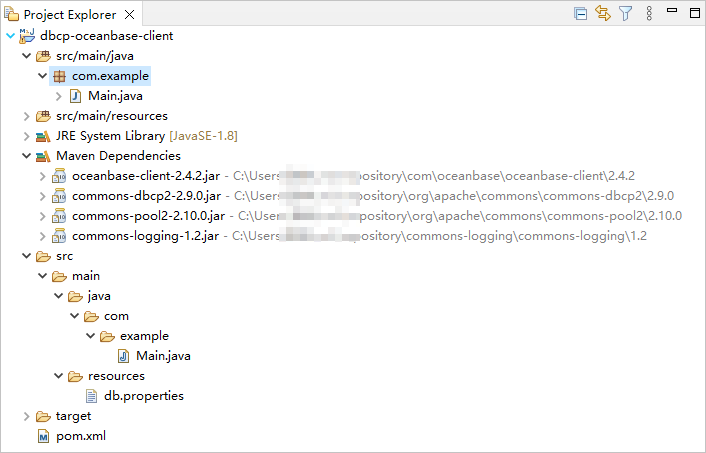 Project Explorer
dbcp-oceanbase-client
src/main/java
com.example
Main.java
src/main/resources
JRE System Library [JavaSE-1.8]
Maven Dependencies
oceanbase-client-2.4.2.jar - C:\Users pository\com\oceanbase\oceanbase-client\2.4.2
commons-dbcp2-2.9.0.jar - C:\Users pository\org\apache\commons\commons-dbcp2\2.9.0
commons-pool2-2.10.0.jar - C:\Users pository\org\apache\commons\commons-pool2\2.10.0
commons-logging-1.2.jar - C:\Users pository\commons-logging\commons-logging\1.2
src
main
java
com
example
Main.java
resources
db.properties
target
pom.xml